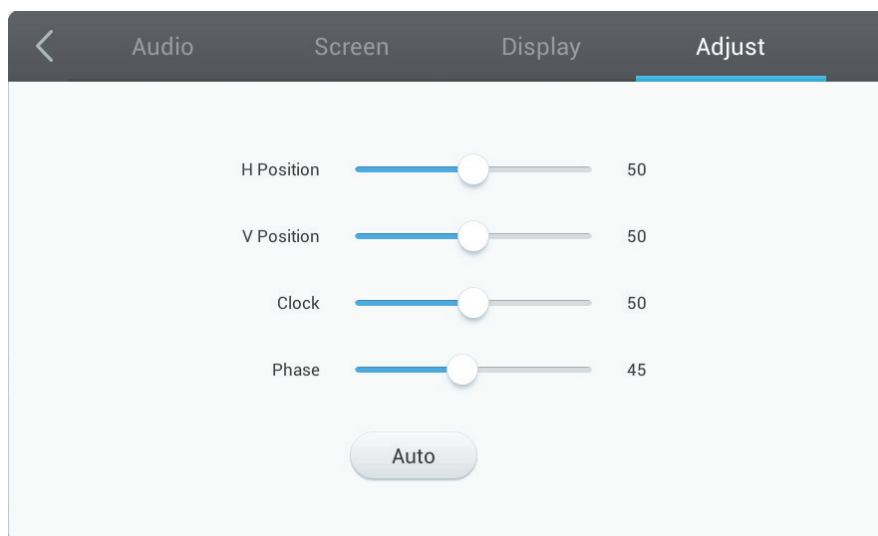 Audio Screen Display Adjust
H Position 50
V Position 50
Clock 50
Phase 45
Auto